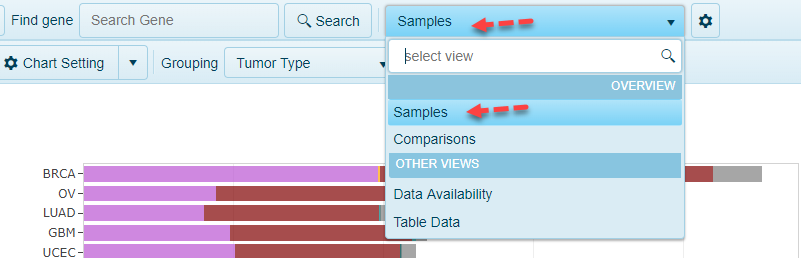 Find gene Search Gene Search Samples
select view
Chart Setting Grouping Tumor Type
OVERVIEW
Samples
Comparisons
OTHER VIEWS
Data Availability
Table Data
BRCA
OV
LUAD
GBM
UCEC